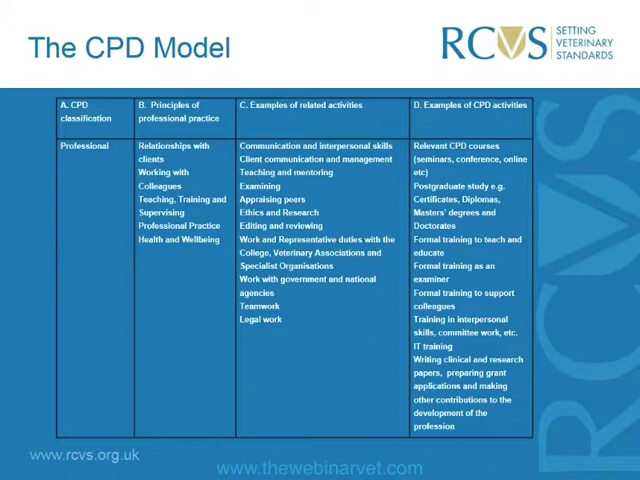 The CPD Model
RCVS
SETTING
VETERINARY
STANDARDS
A. CPD
classification
B. Principles of
professional practice
C. Examples of related activities
D. Examples of CPD activities
Professional
Relationships with
clients
Working with
Colleagues
Teaching, Training and
Supervising
Professional Practice
Health and Wellbeing
Communication and interpersonal skills
Client communication and management
Teaching and mentoring
Examining
Appraising peers
Ethics and Research
Editing and reviewing
Work and Representative duties with the
College, Veterinary Associations and
Specialist Organisations
Work with government and national
agencies
Teamwork
Legal work
Relevant CPD courses
(seminars, conference, online
etc)
Postgraduate study e.g.
Certificates, Diplomas,
Masters' degrees and
Doctorates
Formal training to teach and
educate
Formal training as an
examiner
Formal training to support
colleagues
Training in interpersonal
skills, committee work, etc.
IT training
Writing clinical and research
papers, preparing grant
applications and making
other contributions to the
development of the
profession
RCVS
www.rcvs.org.uk
www.thewebinarvet.com